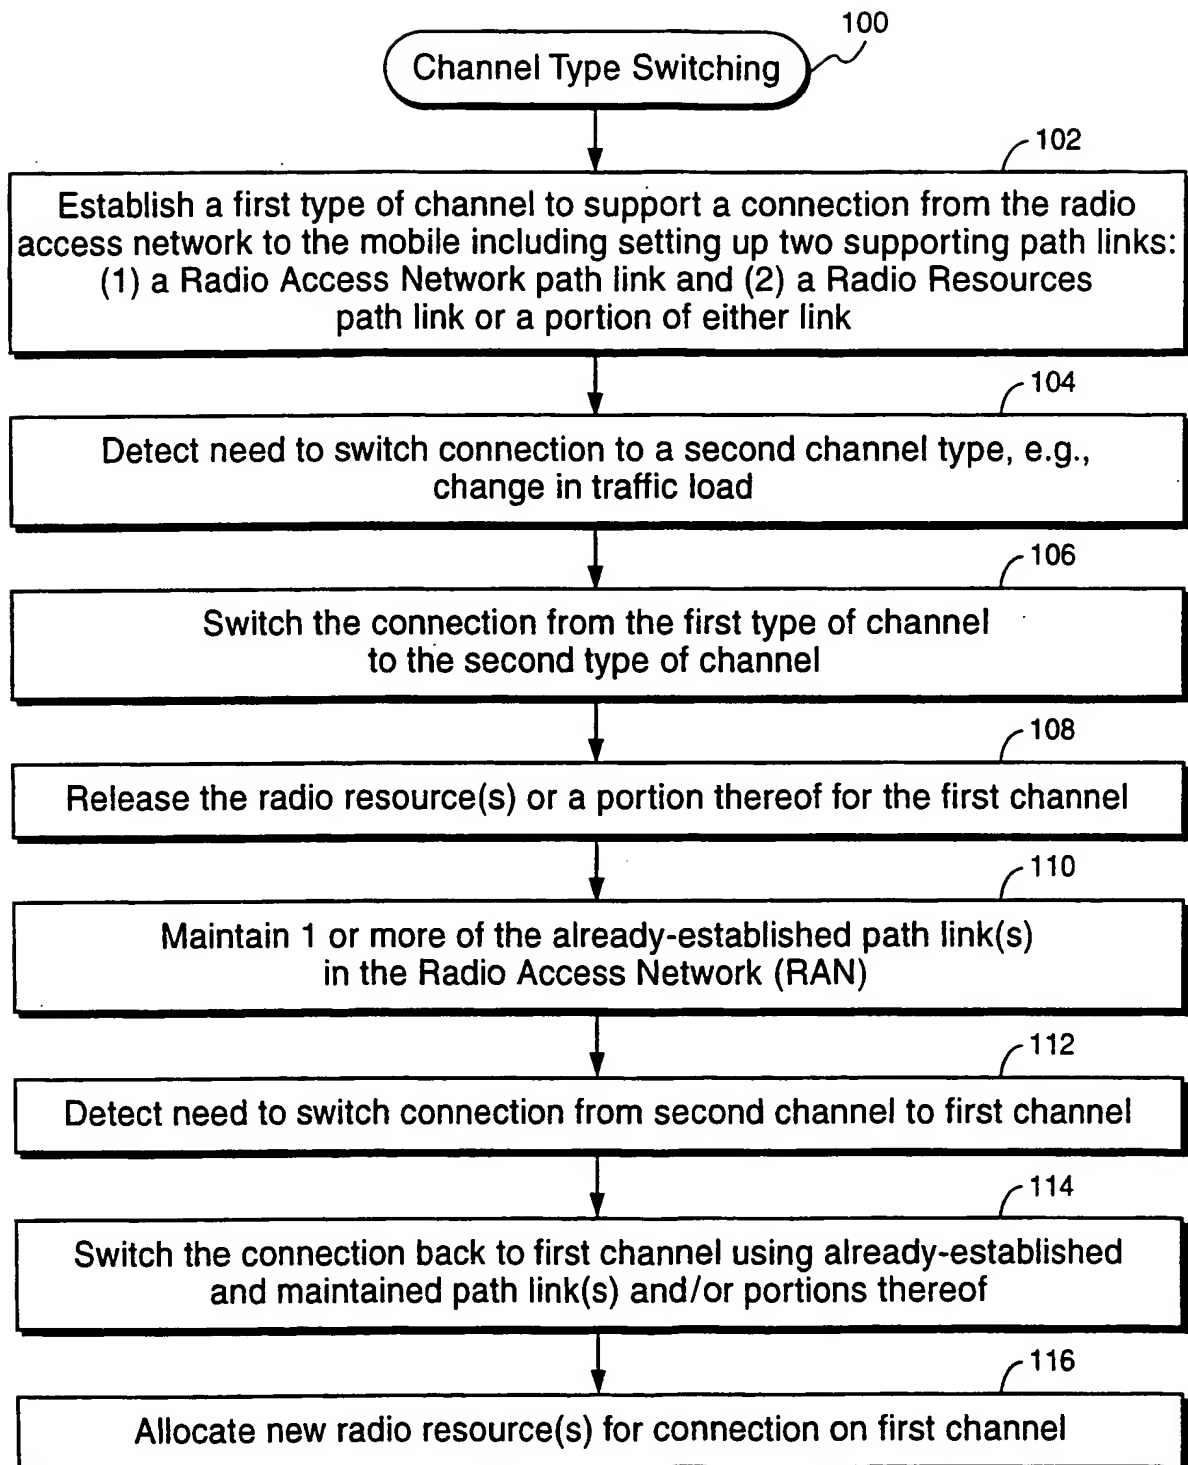 100
Channel Type Switching
102
Establish a first type of channel to support a connection from the radio
access network to the mobile including setting up two supporting path links:
(1) a Radio Access Network path link and (2) a Radio Resources
path link or a portion of either link
104
Detect need to switch connection to a second channel type, e.g.,
change in traffic load
106
Switch the connection from the first type of channel
to the second type of channel
108
Release the radio resource(s) or a portion thereof for the first channel
110
Maintain 1 or more of the already-established path link(s)
in the Radio Access Network (RAN)
112
Detect need to switch connection from second channel to first channel
114
Switch the connection back to first channel using already-established
and maintained path link(s) and/or portions thereof
116
Allocate new radio resource(s) for connection on first channel